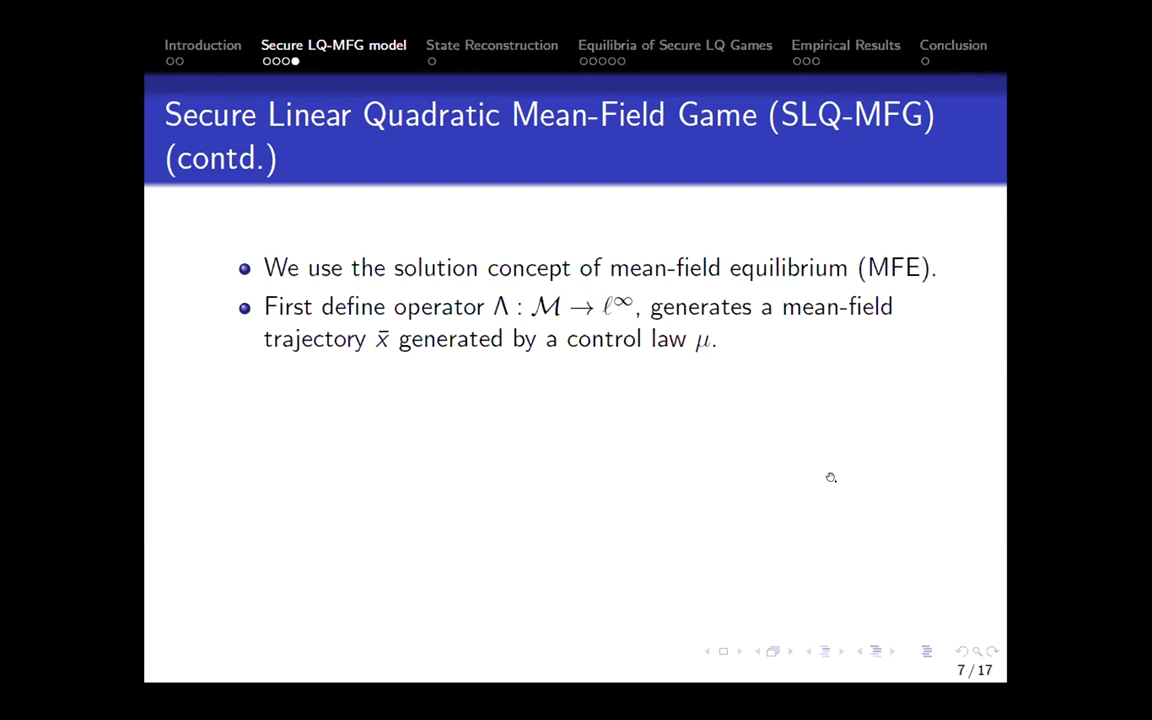 Introduction Secure LQ-MFG model State Reconstruction Equilibria of Secure LQ Games Empirical Results Conclusion
Secure Linear Quadratic Mean-Field Game (SLQ-MFG)
(contd.)
We use the solution concept of mean-field equilibrium (MFE).
First define operator Λ : ℳ → ℓ∞, generates a mean-field
trajectory x̄ generated by a control law μ.
7 / 17